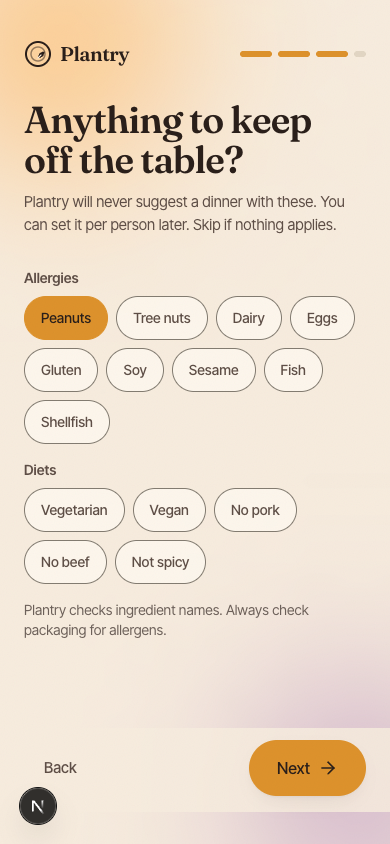 Plantry
Anything to keep
off the table?
Plantry will never suggest a dinner with these. You
can set it per person later. Skip if nothing applies.
Allergies
Peanuts Tree nuts Dairy Eggs
Gluten Soy Sesame Fish
Shellfish
Diets
Vegetarian Vegan No pork
No beef Not spicy
Plantry checks ingredient names. Always check
packaging for allergens.
Back Next
N